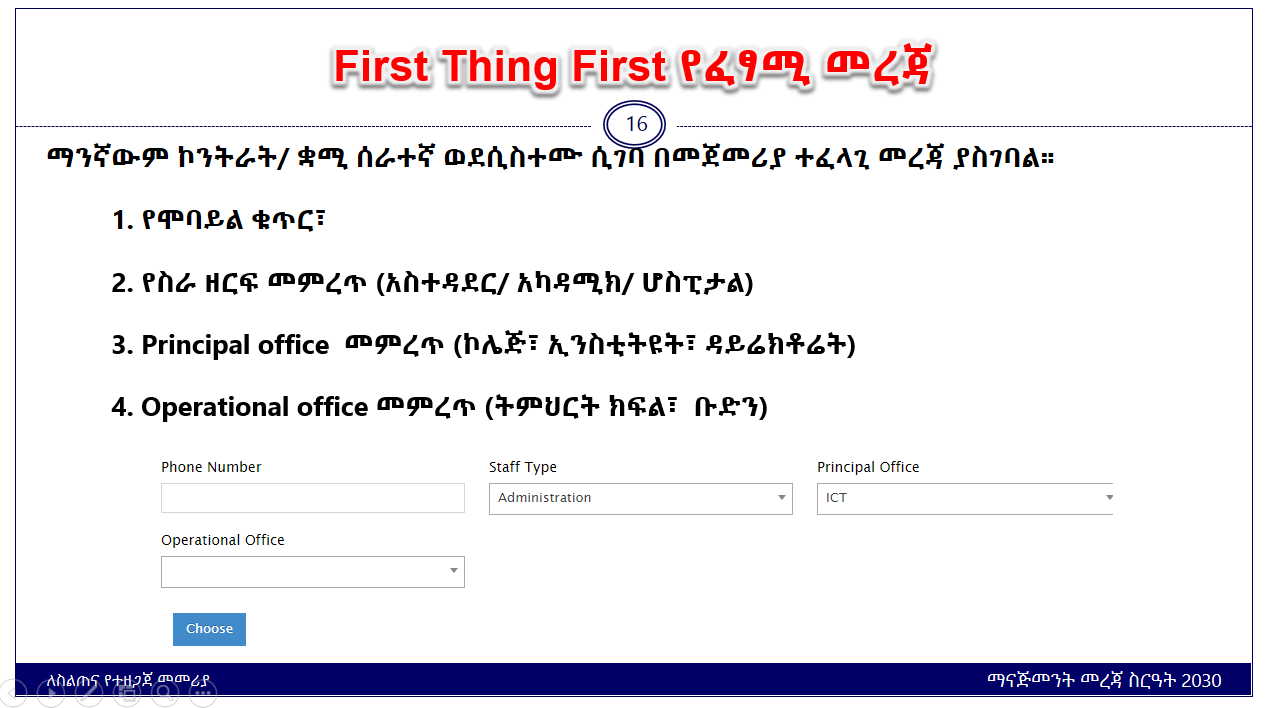 First Thing First የፈፃሚ መረጃ
16
ማንኛውም ኮንትራት/ ቋሚ ሰራተኛ ወደሲስተሙ ሲገባ በመጀመሪያ ተፈላጊ መረጃ ያስገባል።
1. የሞባይል ቁጥር፣
2. የስራ ዘርፍ መምረጥ (አስተዳደር/ አካዳሚክ/ ሆስፒታል)
3. Principal office መምረጥ (ኮሌጅ፣ ኢንስቲትዩት፣ ዳይሬክቶሬት)
4. Operational office መምረጥ (ትምህርት ክፍል፣ ቡድን)
Phone Number Staff Type Principal Office
Administration ICT
Operational Office
Choose
ለስልጠና የተዘጋጀ መመሪያ ማናጅመንት መረጃ ስርዓት 2030